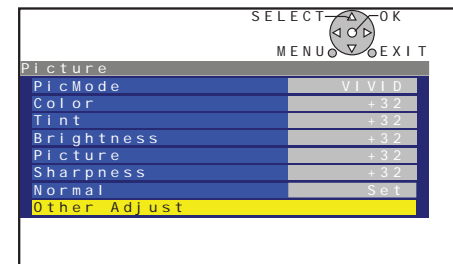 SELECT OK
MENU EXIT
Picture
PicMode VIVID
Color +32
Tint +32
Brightness +32
Picture +32
Sharpness +32
Normal Set
Other Adjust